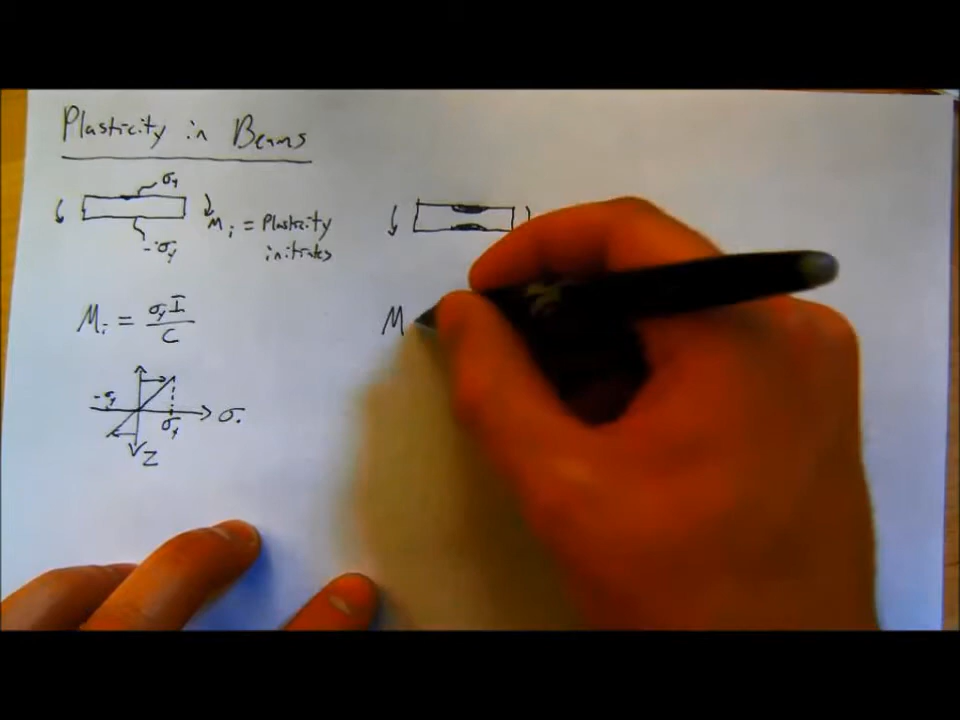 Plasticity in Beams
σy
Mi = Plasticity
initiates
-σy
Mi = σyI/C
M
-σy
σy
σ.
Z